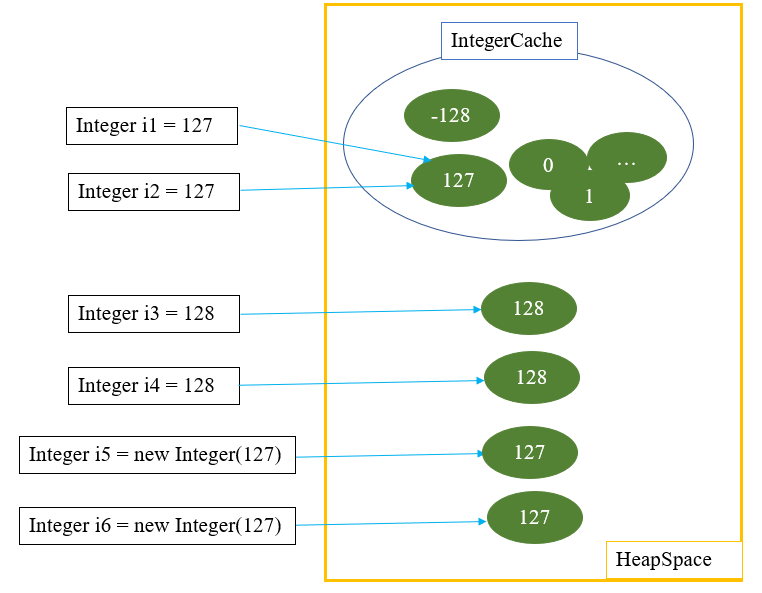 IntegerCache
-128
Integer i1 = 127
0
...
127
Integer i2 = 127
1
Integer i3 = 128
128
Integer i4 = 128
128
Integer i5 = new Integer(127)
127
Integer i6 = new Integer(127)
127
HeapSpace